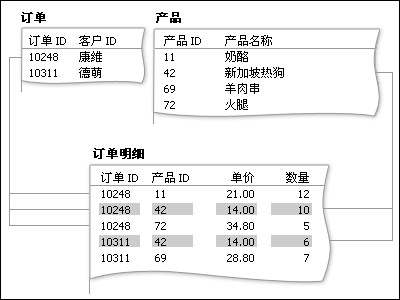 订单
订单 ID 客户 ID
10248 康維
10311 德萌
产品
产品 ID 产品名称
11 奶酪
42 新加坡热狗
69 羊肉串
72 火腿
订单明细
订单 ID 产品 ID 单价 数量
10248 11 21.00 12
10248 42 14.00 10
10248 72 34.80 5
10311 42 14.00 6
10311 69 28.80 7